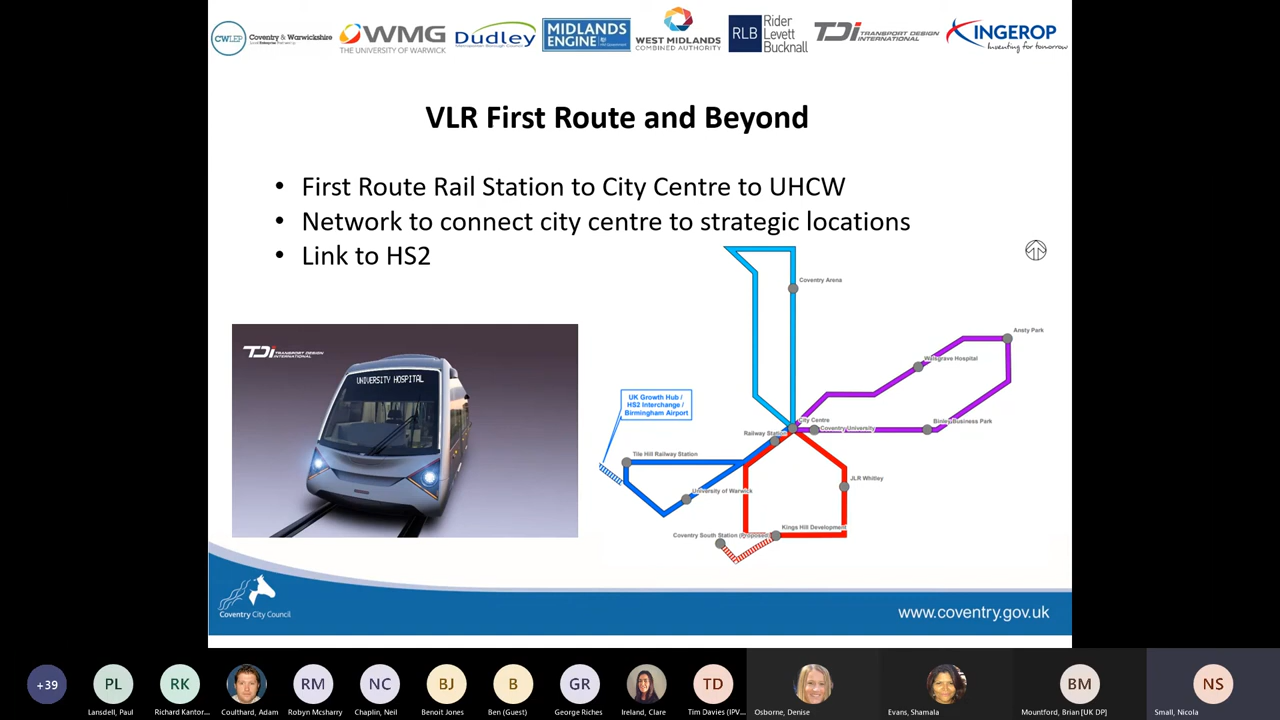 CWLEP
Coventry & Warwickshire
WMG
THE UNIVERSITY OF WARWICK
Dudley
Metropolitan Borough Council
MIDLANDS
ENGINE
WEST MIDLANDS
COMBINED AUTHORITY
RLB
Rider
Levett
Bucknall
TDi TRANSPORT DESIGN
INTERNATIONAL
INGEROP
Inventing for tomorrow
VLR First Route and Beyond
• First Route Rail Station to City Centre to UHCW
• Network to connect city centre to strategic locations
• Link to HS2
Coventry Arena
Ansty Park
Walsgrave Hospital
TDi TRANSPORT DESIGN
INTERNATIONAL
UNIVERSITY HOSPITAL
UK Growth Hub /
HS2 Interchange /
Birmingham Airport
City Centre
Coventry University
Binley Business Park
Railway Station
Tile Hill Railway Station
JLR Whitley
University of Warwick
Kings Hill Development
Coventry South Station (Proposed)
Coventry City Council
www.coventry.gov.uk
+39
PL
RK
RM
NC
BJ
B
GR
TD
BM
NS
Lansdell, Paul
Richard Kantor...
Coulthard, Adam
Robyn Mcsharry
Chaplin, Neil
Benoit Jones
Ben (Guest)
George Riches
Ireland, Clare
Tim Davies (IPV...
Osborne, Denise
Evans, Shamala
Mountford, Brian [UK DP]
Small, Nicola